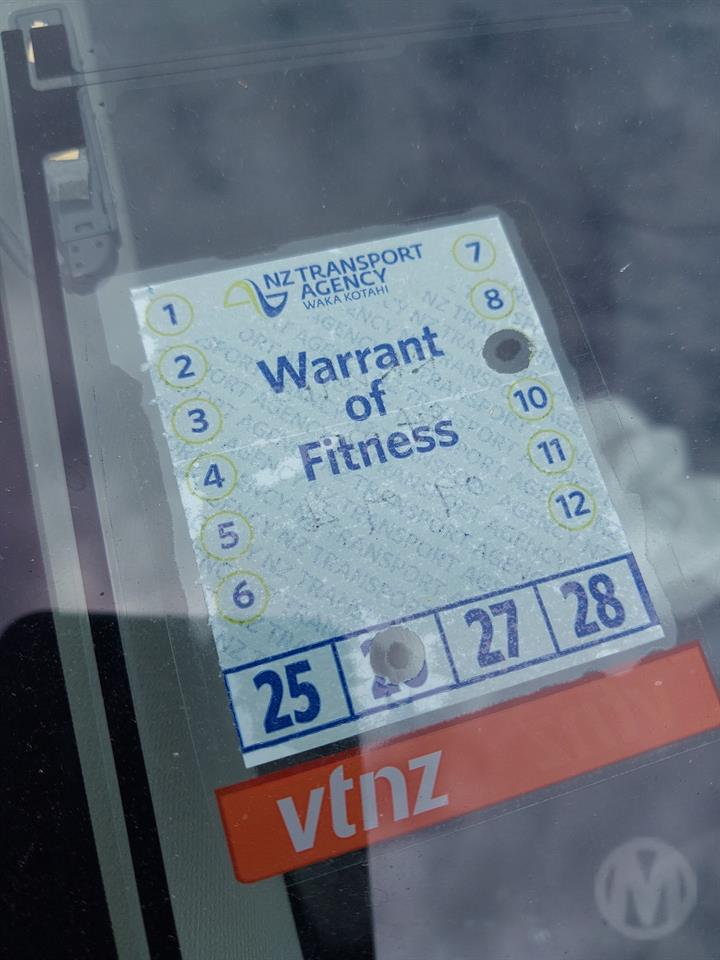 NZ TRANSPORT
AGENCY
WAKA KOTAHI
Warrant
of
Fitness
1
2
3
4
5
6
7
8
10
11
12
25 27 28
vtnz
M